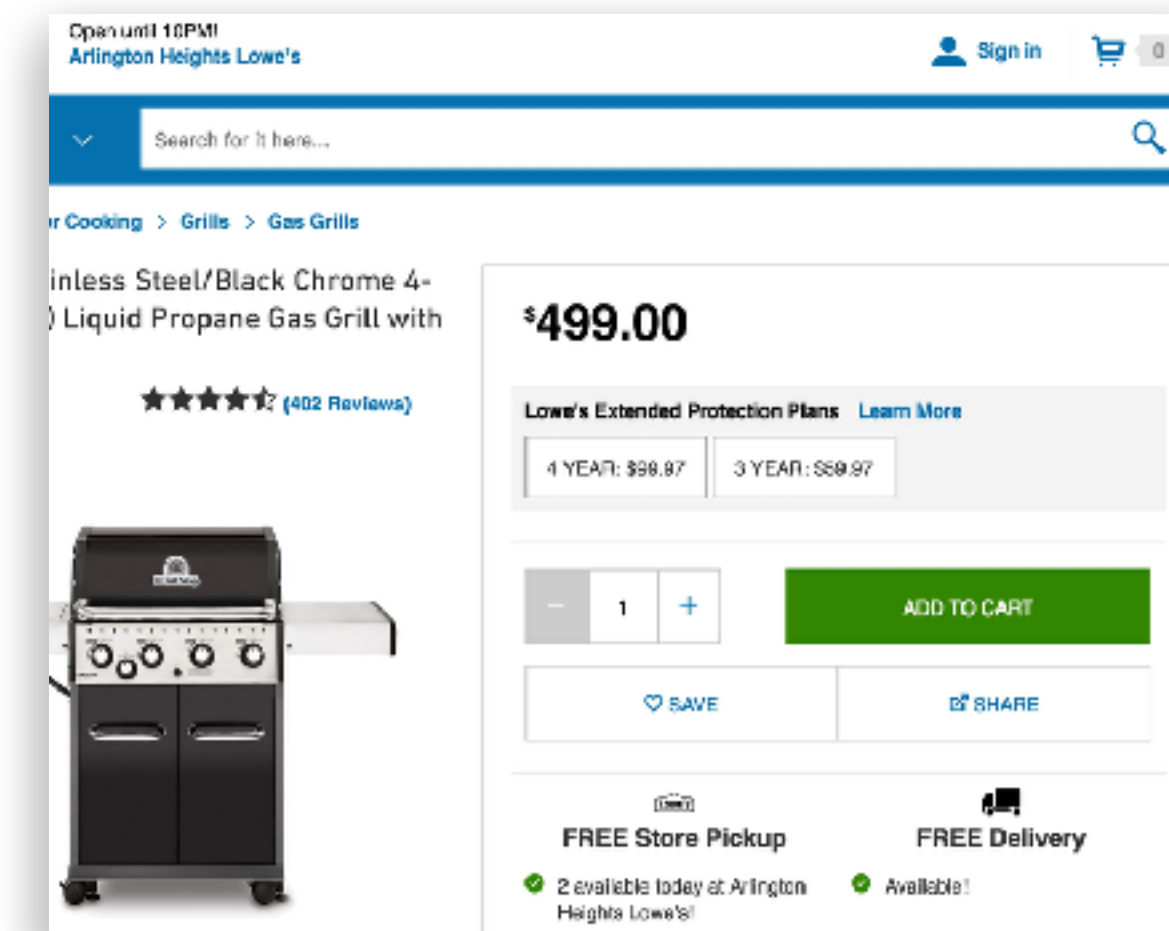 Open until 10PM!
Arlington Heights Lowe's
Sign in
0
Search for it here...
r Cooking > Grills > Gas Grills
inless Steel/Black Chrome 4-
) Liquid Propane Gas Grill with
(402 Reviews)
$499.00
Lowe's Extended Protection Plans Learn More
4 YEAR: $99.97
3 YEAR: $59.97
− 1 +
ADD TO CART
SAVE
SHARE
FREE Store Pickup
FREE Delivery
2 available today at Arlington
Heights Lowe's!
Available!